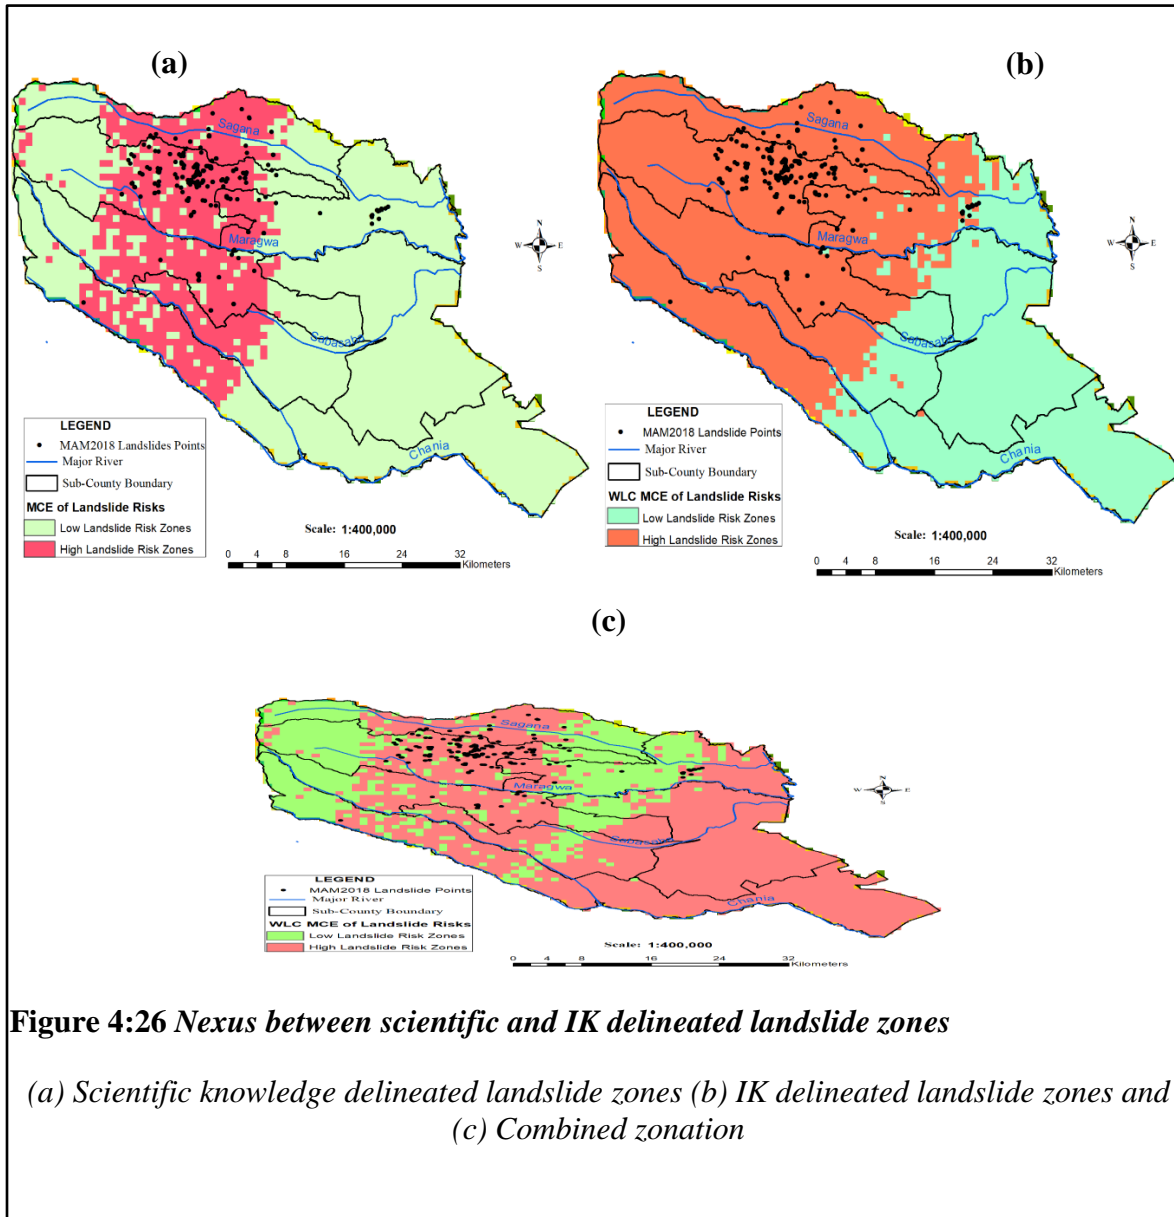 (a)
(b)
Sagana
Maragwa
Sabasaba
Chania
N
W E
S
LEGEND
MAM2018 Landslides Points
Major River
Sub-County Boundary
MCE of Landslide Risks
Low Landslide Risk Zones
High Landslide Risk Zones
Scale: 1:400,000
0 4 8 16 24 32
Kilometers
Sagana
Maragwa
Sabasaba
Chania
N
W E
S
LEGEND
MAM2018 Landslide Points
Major River
Sub-County Boundary
WLC MCE of Landslide Risks
Low Landslide Risk Zones
High Landslide Risk Zones
Scale: 1:400,000
0 2 4 8 16 24 32
Kilometers
(c)
Sagana
Maragwa
Sabasaba
Chania
N
W E
S
LEGEND
MAM2018 Landslide Points
Major River
Sub-County Boundary
WLC MCE of Landslide Risks
Low Landslide Risk Zones
High Landslide Risk Zones
Scale: 1:400,000
0 2 4 8 16 24 32
Kilometers
Figure 4:26 Nexus between scientific and IK delineated landslide zones
(a) Scientific knowledge delineated landslide zones (b) IK delineated landslide zones and
(c) Combined zonation